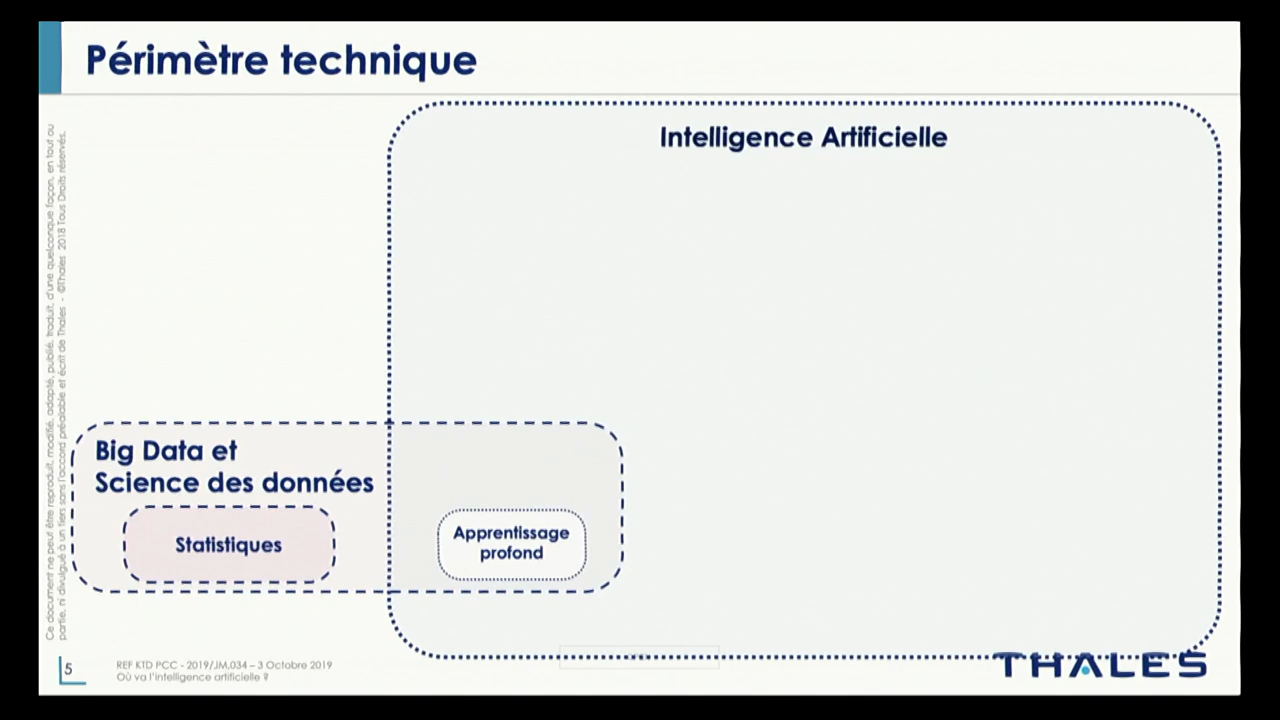 Périmètre technique
Intelligence Artificielle
Big Data et
Science des données
Statistiques
Apprentissage
profond
Ce document ne peut être reproduit, modifié, adapté, publié, traduit, d'une quelconque façon, en tout ou
partie, ni divulgué à un tiers sans l'accord préalable et écrit de Thales - ©Thales 2018 Tous Droits réservés.
5
REF KTD PCC - 2019/JM.034 – 3 Octobre 2019
Où va l'intelligence artificielle ?
THALES